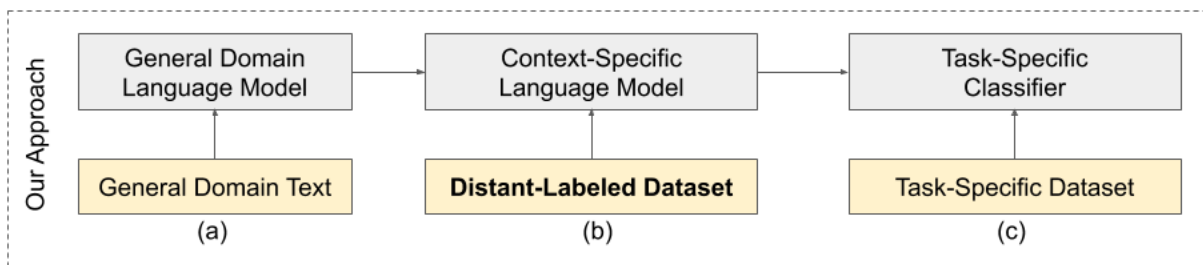 Our Approach
General Domain
Language Model
Context-Specific
Language Model
Task-Specific
Classifier
General Domain Text
Distant-Labeled Dataset
Task-Specific Dataset
(a)
(b)
(c)